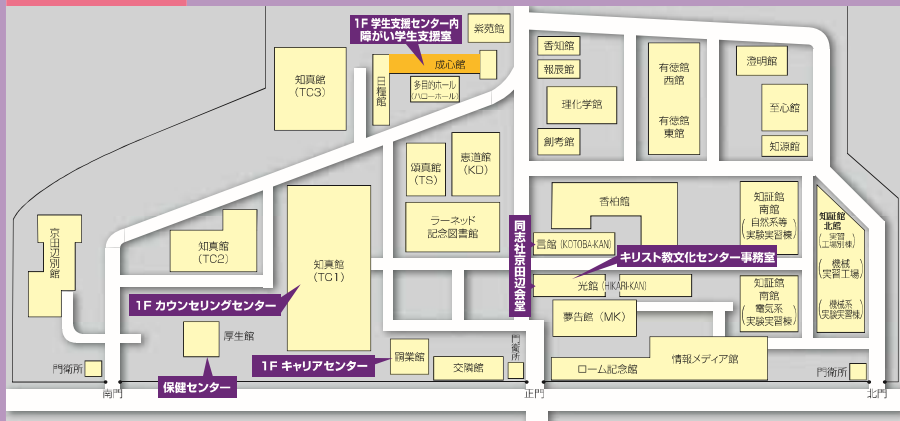 1F 学生支援センター内
障がい学生支援室
紫苑館
成心館
日糧館
多目的ホール
(ハローホール)
知真館
(TC3)
香知館
報辰館
理化学館
創考館
有徳館
西館
有徳館
東館
澄明館
至心館
知源館
頌真館
(TS)
恵道館
(KD)
ラーネッド
記念図書館
京田辺別館
知真館
(TC2)
知真館
(TC1)
同志社京田辺会堂
香柏館
言館 (KOTOBA-KAN)
キリスト教文化センター事務室
光館 (HIKARI-KAN)
知証館
南館
(自然系等
実験実習棟)
知証館
北館
(実習
工場別棟)
(機械
実習工場)
(機械系
実験実習棟)
知証館
南館
(電気系
実験実習棟)
1F カウンセリングセンター
厚生館
保健センター
1F キャリアセンター
交隣館
門衛所
夢告館 (MK)
情報メディア館
ローム記念館
門衛所
門衛所
南門
正門
北門